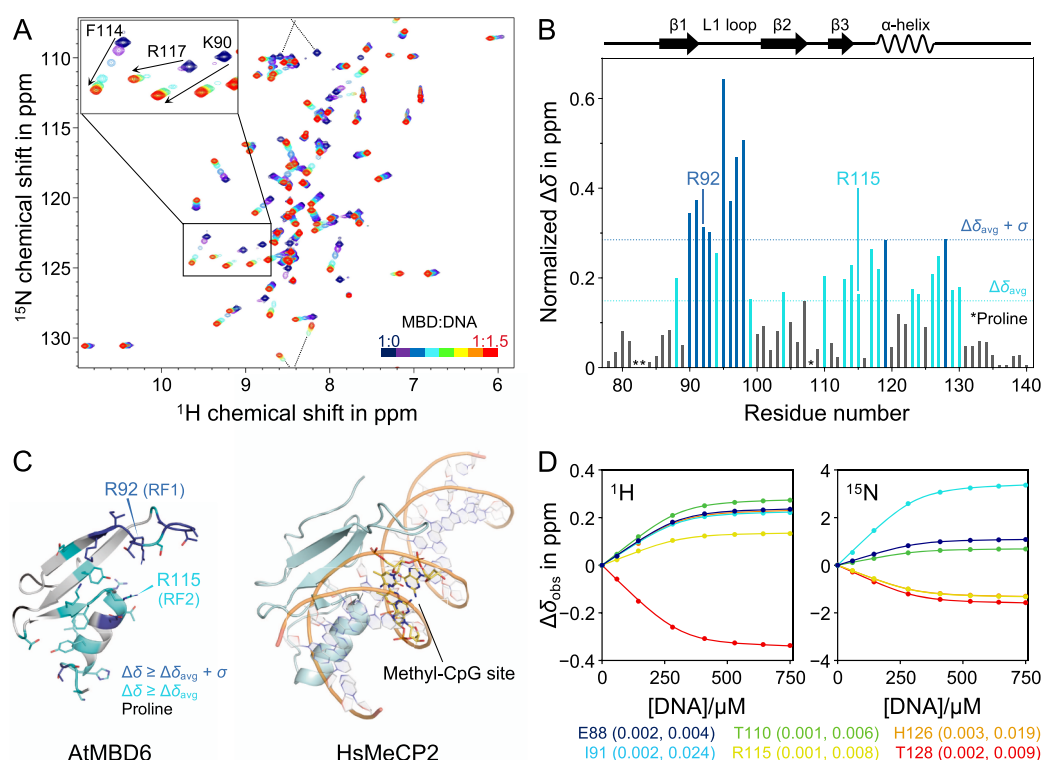 A
F114
R117
K90
110
115
120
125
130
¹⁵N chemical shift in ppm
MBD:DNA
1:0
1:1.5
10
9
8
7
6
¹H chemical shift in ppm
B
β1
L1 loop
β2
β3
α-helix
0.6
0.4
0.2
0
Normalized Δδ in ppm
R92
R115
Δδavg + σ
Δδavg
*Proline
**
*
80
90
100
110
120
130
140
Residue number
C
R92 (RF1)
R115
(RF2)
Δδ ≥ Δδavg + σ
Δδ ≥ Δδavg
Proline
AtMBD6
Methyl-CpG site
HsMeCP2
D
0.4
0.2
0
−0.2
−0.4
Δδobs in ppm
¹H
0
250
500
750
[DNA]/µM
4
2
0
−2
−4
¹⁵N
0
250
500
750
[DNA]/µM
E88 (0.002, 0.004)
T110 (0.001, 0.006)
H126 (0.003, 0.019)
I91 (0.002, 0.024)
R115 (0.001, 0.008)
T128 (0.002, 0.009)